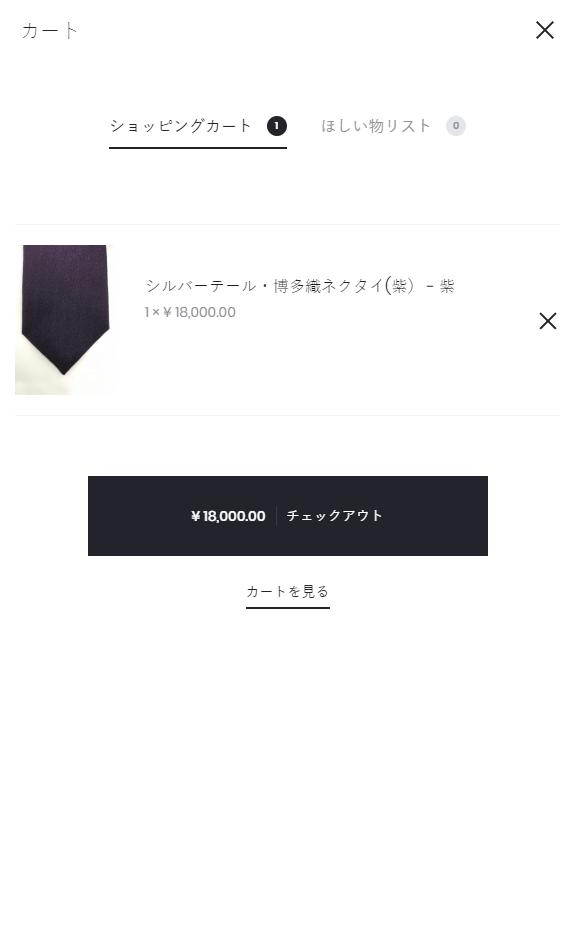 カート
ショッピングカート 1 ほしい物リスト 0
シルバーテール・博多織ネクタイ(紫） - 紫
1 × ¥ 18,000.00
¥ 18,000.00 チェックアウト
カートを見る